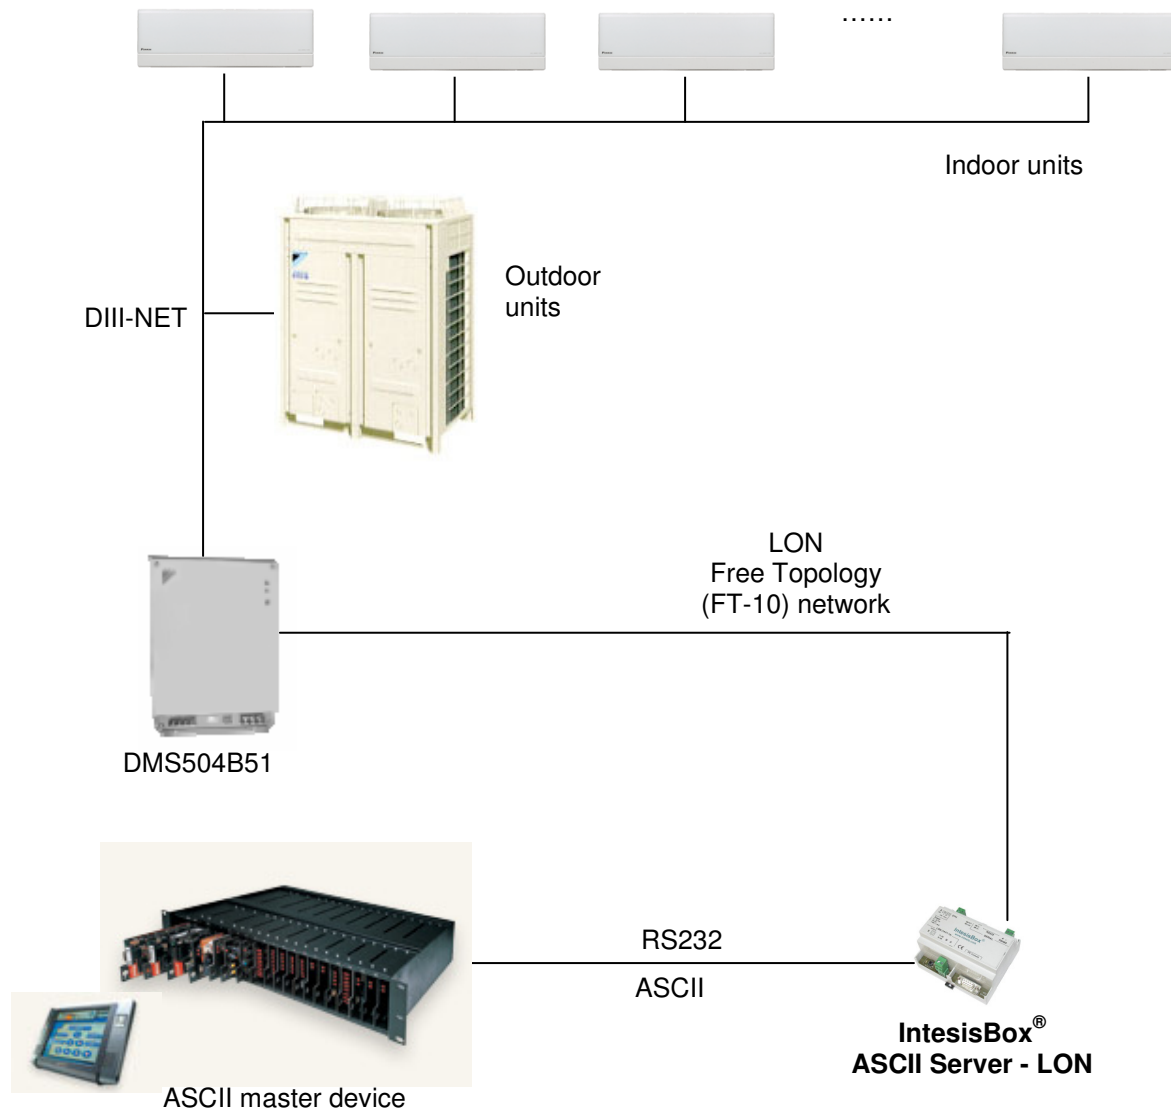 ......
Indoor units
Outdoor
units
DIII-NET
LON
Free Topology
(FT-10) network
DMS504B51
RS232
ASCII
IntesisBox®
IntesisBox®
ASCII Server - LON
ASCII master device